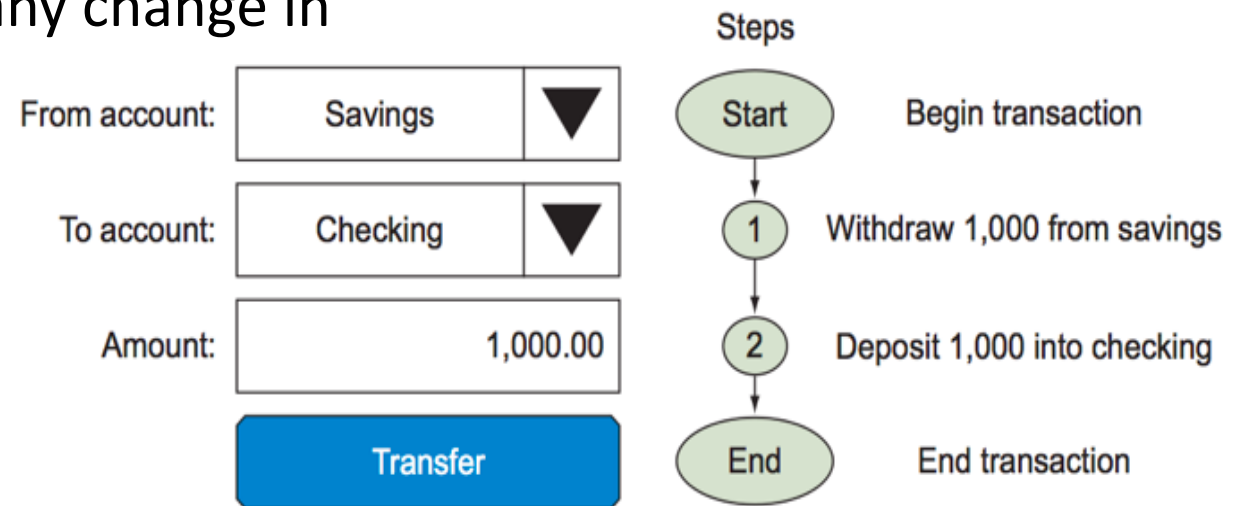 any change in
From account:
Savings
To account:
Checking
Amount:
1,000.00
Transfer
Steps
Start
Begin transaction
1
Withdraw 1,000 from savings
2
Deposit 1,000 into checking
End
End transaction